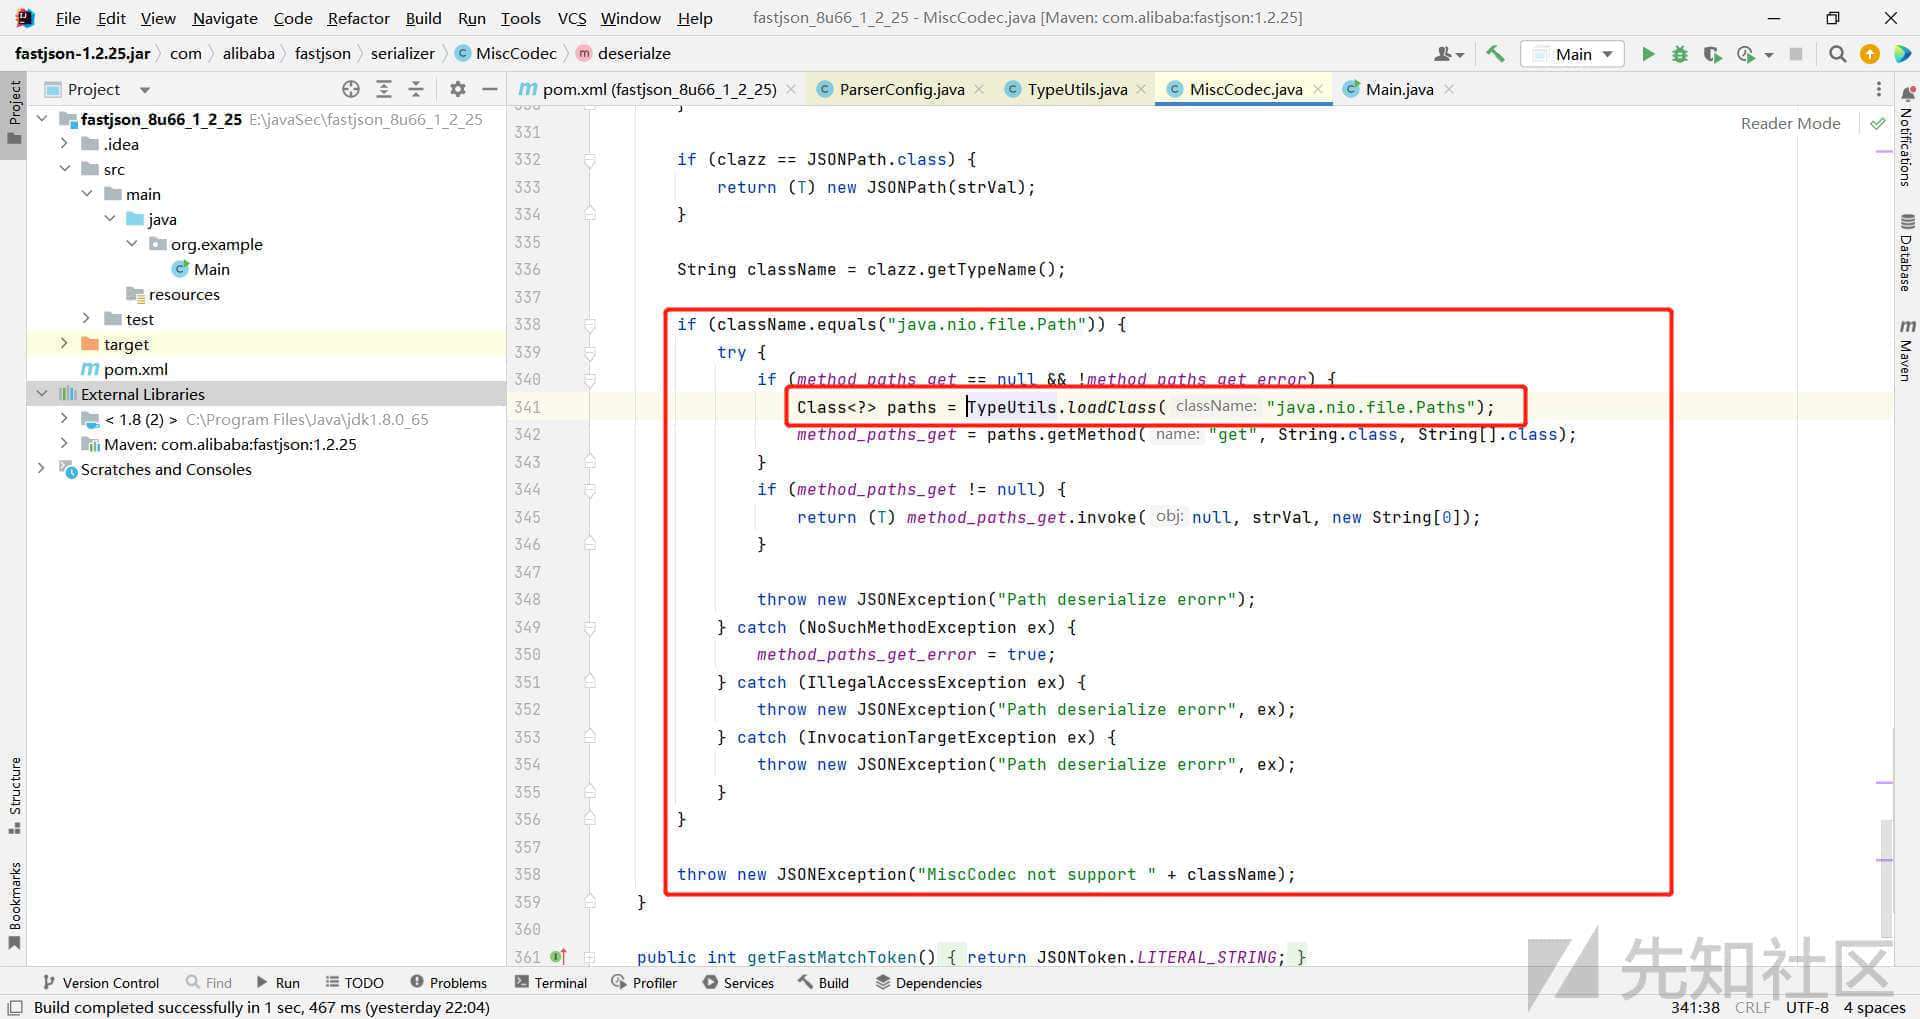 File Edit View Navigate Code Refactor Build Run Tools VCS Window Help fastjson_8u66_1_2_25 - MiscCodec.java [Maven: com.alibaba:fastjson:1.2.25]
fastjson-1.2.25.jar com alibaba fastjson serializer MiscCodec deserialze Main
Project
pom.xml (fastjson_8u66_1_2_25) ParserConfig.java TypeUtils.java MiscCodec.java Main.java
Reader Mode
Project
Structure
Bookmarks
fastjson_8u66_1_2_25 E:\javaSec\fastjson_8u66_1_2_25
.idea
src
main
java
org.example
Main
resources
test
target
pom.xml
External Libraries
< 1.8 (2) > C:\Program Files\Java\jdk1.8.0_65
Maven: com.alibaba:fastjson:1.2.25
Scratches and Consoles
331
332 if (clazz == JSONPath.class) {
333 return (T) new JSONPath(strVal);
334 }
335
336 String className = clazz.getTypeName();
337
338 if (className.equals("java.nio.file.Path")) {
339 try {
340 if (method_paths_get == null && !method_paths_get_error) {
341 Class<?> paths = TypeUtils.loadClass( className: "java.nio.file.Paths");
342 method_paths_get = paths.getMethod( name: "get", String.class, String[].class);
343 }
344 if (method_paths_get != null) {
345 return (T) method_paths_get.invoke( obj: null, strVal, new String[0]);
346 }
347
348 throw new JSONException("Path deserialize erorr");
349 } catch (NoSuchMethodException ex) {
350 method_paths_get_error = true;
351 } catch (IllegalAccessException ex) {
352 throw new JSONException("Path deserialize erorr", ex);
353 } catch (InvocationTargetException ex) {
354 throw new JSONException("Path deserialize erorr", ex);
355 }
356 }
357
358 throw new JSONException("MiscCodec not support " + className);
359 }
360
361 public int getFastMatchToken() { return JSONToken.LITERAL_STRING; }
Notifications
Database
Maven
先知社区
Version Control Find Run TODO Problems Terminal Profiler Services Build Dependencies
Build completed successfully in 1 sec, 467 ms (yesterday 22:04) 341:38 CRLF UTF-8 4 spaces